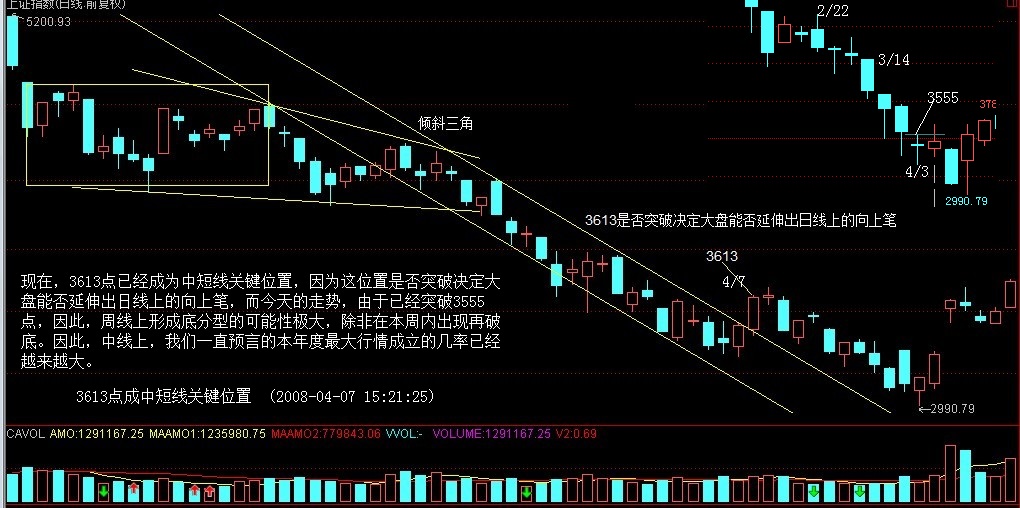 上证指数(日线.前复权)
5200.93
2/22
3/14
3555
378
4/3
2990.79
倾斜三角
3613是否突破决定大盘能否延伸出日线上的向上笔
3613
4/7
现在，3613点已经成为中短线关键位置，因为这位置是否突破决定大
盘能否延伸出日线上的向上笔，而今天的走势，由于已经突破3555
点，因此，周线上形成底分型的可能性极大，除非在本周内出现再破
底。因此，中线上，我们一直预言的本年度最大行情成立的几率已经
越来越大。
3613点成中短线关键位置 (2008-04-07 15:21:25)
←2990.79
CAVOL AMO:1291167.25 MAAMO1:1235980.75 MAAMO2:779843.06 VVOL:- VOLUME:1291167.25 V2:0.69